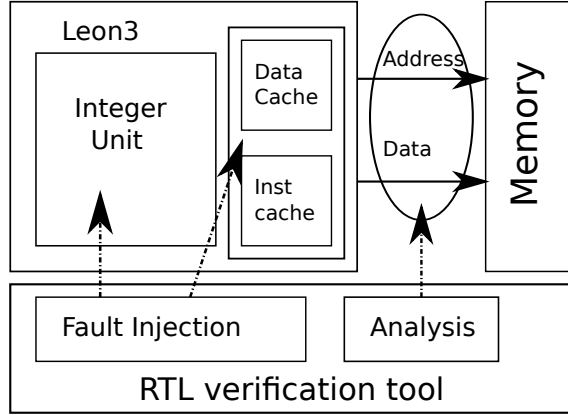 Leon3
Integer
Unit
Data
Cache
Inst
cache
Address
Data
Memory
Fault Injection
Analysis
RTL verification tool